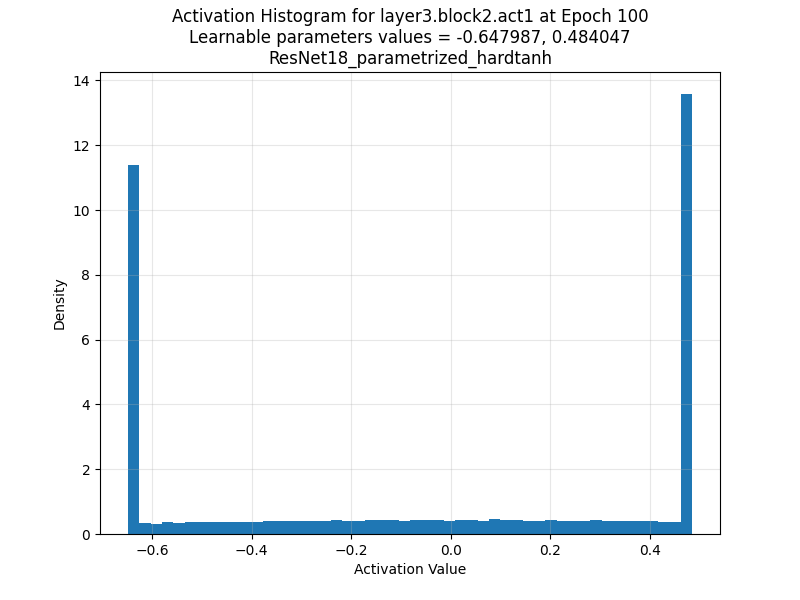 Activation Histogram for layer3.block2.act1 at Epoch 100
Learnable parameters values = -0.647987, 0.484047
ResNet18_parametrized_hardtanh
14
12
10
8
6
4
2
0
Density
−0.6 −0.4 −0.2 0.0 0.2 0.4
Activation Value